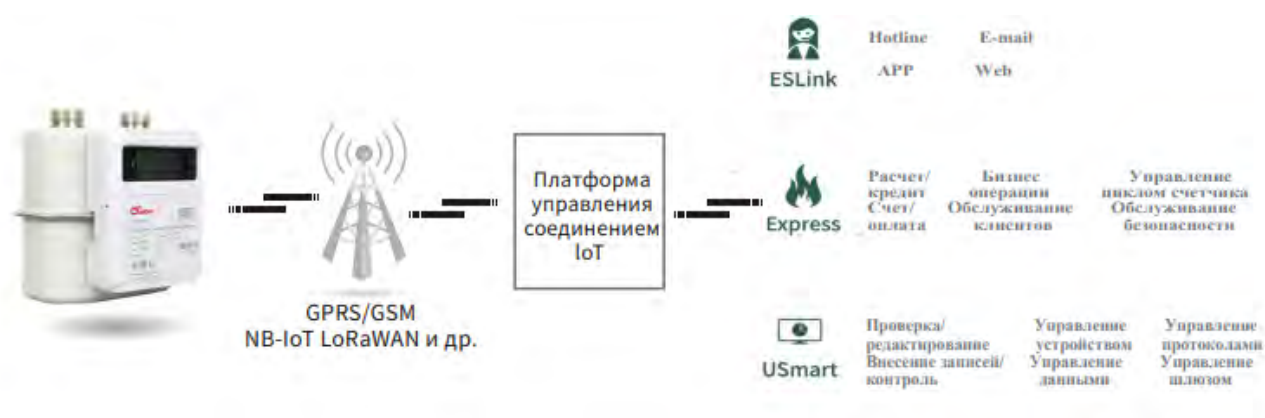 GPRS/GSM
NB-IoT LoRaWAN и др.
Платформа
управления
соединением
IoT
ESLink
Hotline E-mail
APP Web
Express
Расчет/ Бизнес Управление
кредит операции циклом счетчика
Счет/ Обслуживание Обслуживание
оплата клиентов безопасности
USmart
Проверка/ Управление Управление
редактирование устройством протоколами
Внесение записей/ Управление Управление
контроль данными шлюзом